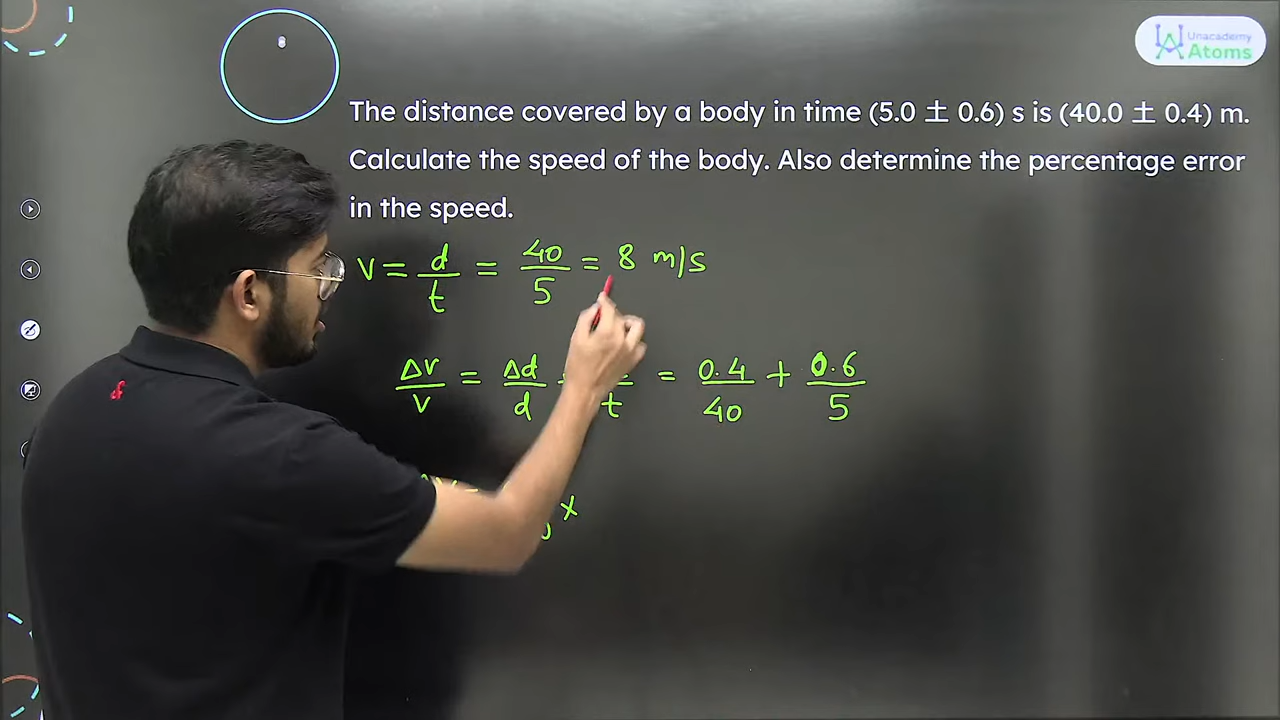 Unacademy
Atoms
The distance covered by a body in time (5.0 ± 0.6) s is (40.0 ± 0.4) m.
Calculate the speed of the body. Also determine the percentage error
in the speed.
v = d/t = 40/5 = 8 m/s
Δv/v = Δd/d t = 0.4/40 + 0.6/5
x